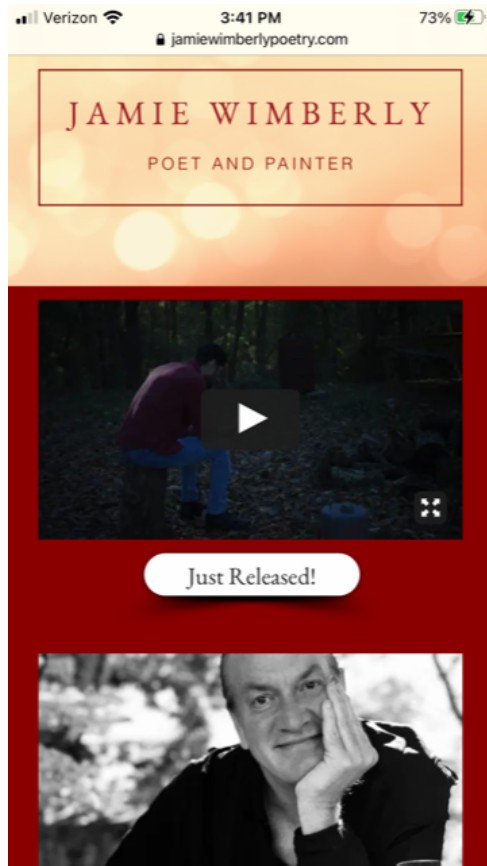 Verizon 3:41 PM 73%
jamiewimberlypoetry.com
JAMIE WIMBERLY
POET AND PAINTER
Just Released!